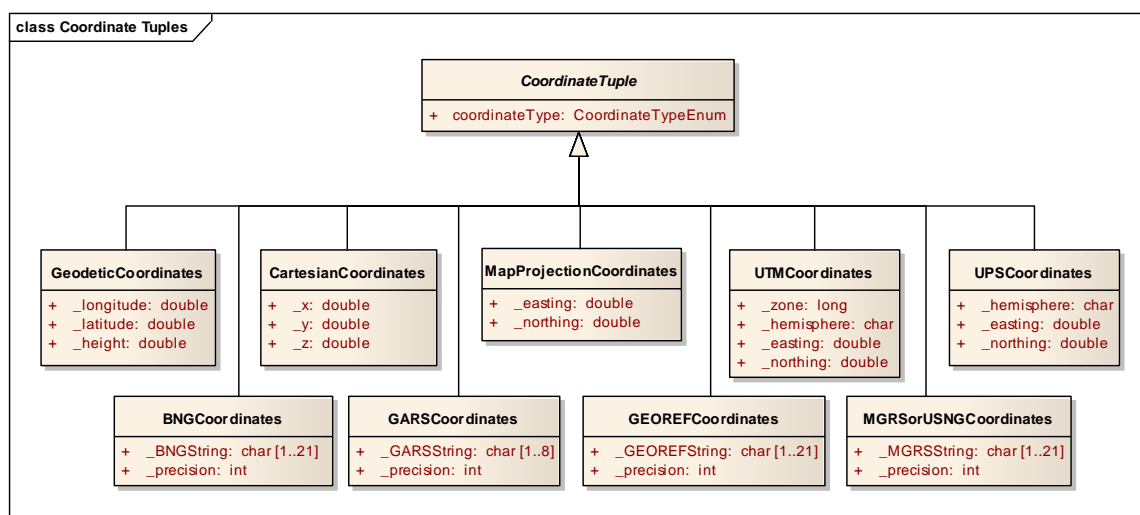 class Coordinate Tuples
CoordinateTuple
+ coordinateType: CoordinateTypeEnum
GeodeticCoordinates
+ _longitude: double
+ _latitude: double
+ _height: double
CartesianCoordinates
+ _x: double
+ _y: double
+ _z: double
MapProjectionCoordinates
+ _easting: double
+ _northing: double
UTMCoordinates
+ _zone: long
+ _hemisphere: char
+ _easting: double
+ _northing: double
UPSCoordinates
+ _hemisphere: char
+ _easting: double
+ _northing: double
BNGCoordinates
+ _BNGString: char [1..21]
+ _precision: int
GARSCoordinates
+ _GARSString: char [1..8]
+ _precision: int
GEOREFCoordinates
+ _GEOREFString: char [1..21]
+ _precision: int
MGRSorUSNGCoordinates
+ _MGRSString: char [1..21]
+ _precision: int